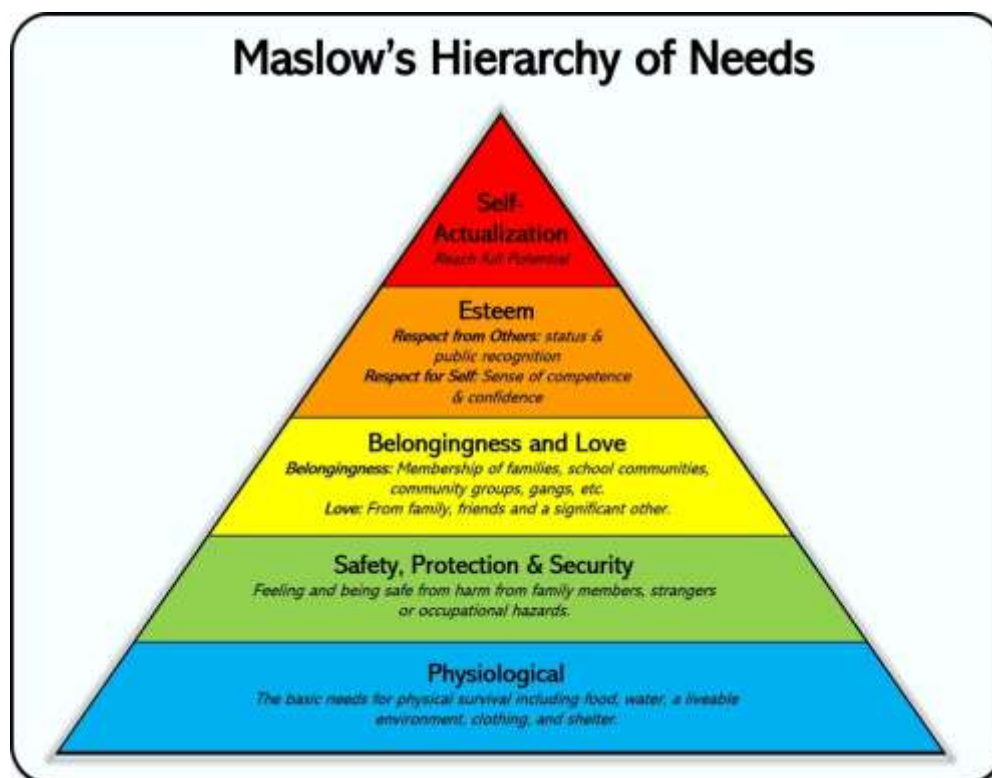 Maslow's Hierarchy of Needs
Self-
Actualization
Reach full Potential
Esteem
Respect from Others: status &
public recognition
Respect for Self: Sense of competence
& confidence
Belongingness and Love
Belongingness: Membership of families, school communities,
community groups, gangs, etc.
Love: From family, friends and a significant other.
Safety, Protection & Security
Feeling and being safe from harm from family members, strangers
or occupational hazards.
Physiological
The basic needs for physical survival including food, water, a liveable
environment, clothing, and shelter.